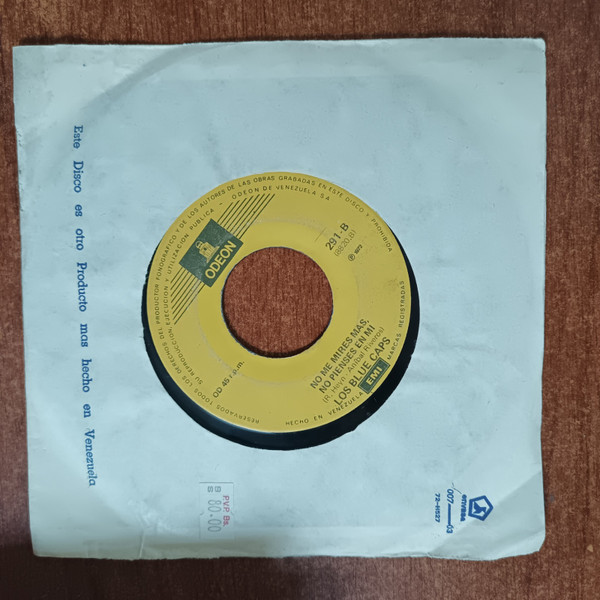 Este Disco es otro Producto mas hecho en Venezuela
RESERVADOS TODOS LOS DERECHOS DEL PRODUCTOR FONOGRAFICO Y DE LOS AUTORES DE LAS OBRAS GRABADAS EN ESTE DISCO Y PROHIBIDA
SU REPRODUCCION, EJECUCION Y UTILIZACION PUBLICA - ODEON DE VENEZUELA S A
ODEON
291-B
OD 45 r.p.m.
NO ME MIRES MAS,
NO PIENSES EN MI
LOS BLUE CAPS
EMI
MARCAS REGISTRADAS
HECHO EN VENEZUELA
PVP Bs.
80.00
envesa
007-03
72-H527